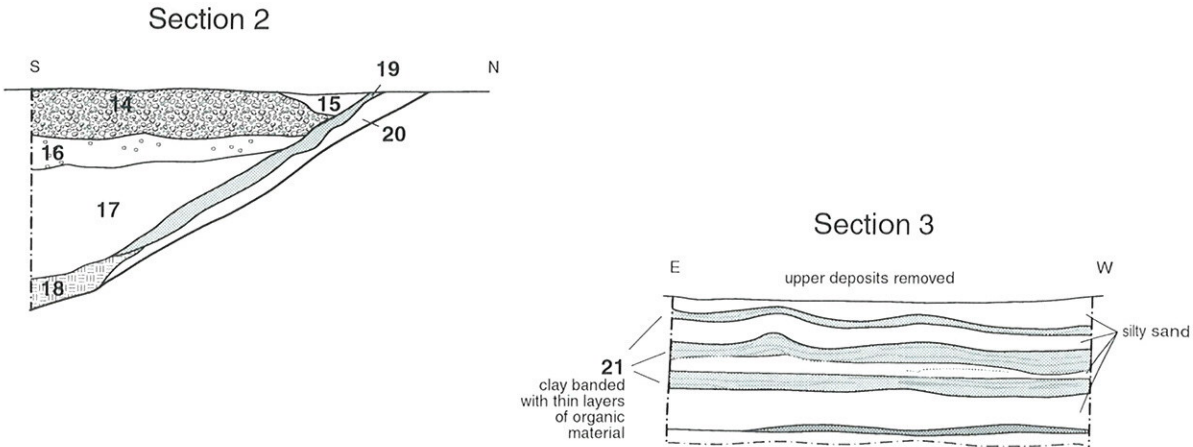 Section 2
S
N
19
14
15
20
16
17
18
Section 3
E
W
upper deposits removed
silty sand
21
clay banded
with thin layers
of organic
material